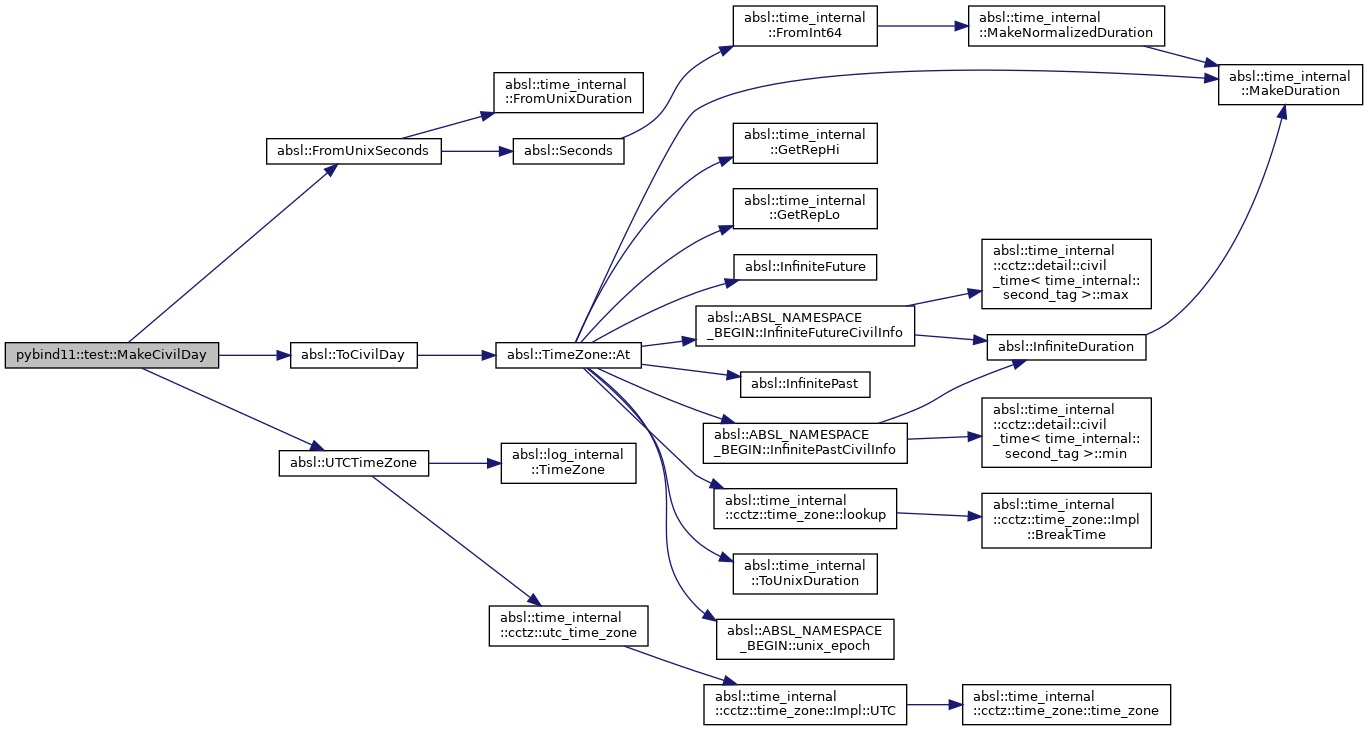 absl::time_internal
::FromInt64
absl::time_internal
::MakeNormalizedDuration
absl::time_internal
::MakeDuration
absl::time_internal
::FromUnixDuration
absl::FromUnixSeconds
absl::Seconds
absl::time_internal
::GetRepHi
absl::time_internal
::GetRepLo
absl::InfiniteFuture
absl::time_internal
::cctz::detail::civil
_time< time_internal::
second_tag >::max
absl::ABSL_NAMESPACE
_BEGIN::InfiniteFutureCivilInfo
absl::InfiniteDuration
pybind11::test::MakeCivilDay
absl::ToCivilDay
absl::TimeZone::At
absl::InfinitePast
absl::ABSL_NAMESPACE
_BEGIN::InfinitePastCivilInfo
absl::time_internal
::cctz::detail::civil
_time< time_internal::
second_tag >::min
absl::UTCTimeZone
absl::log_internal
::TimeZone
absl::time_internal
::cctz::time_zone::lookup
absl::time_internal
::cctz::time_zone::Impl
::BreakTime
absl::time_internal
::ToUnixDuration
absl::time_internal
::cctz::utc_time_zone
absl::ABSL_NAMESPACE
_BEGIN::unix_epoch
absl::time_internal
::cctz::time_zone::Impl::UTC
absl::time_internal
::cctz::time_zone::time_zone